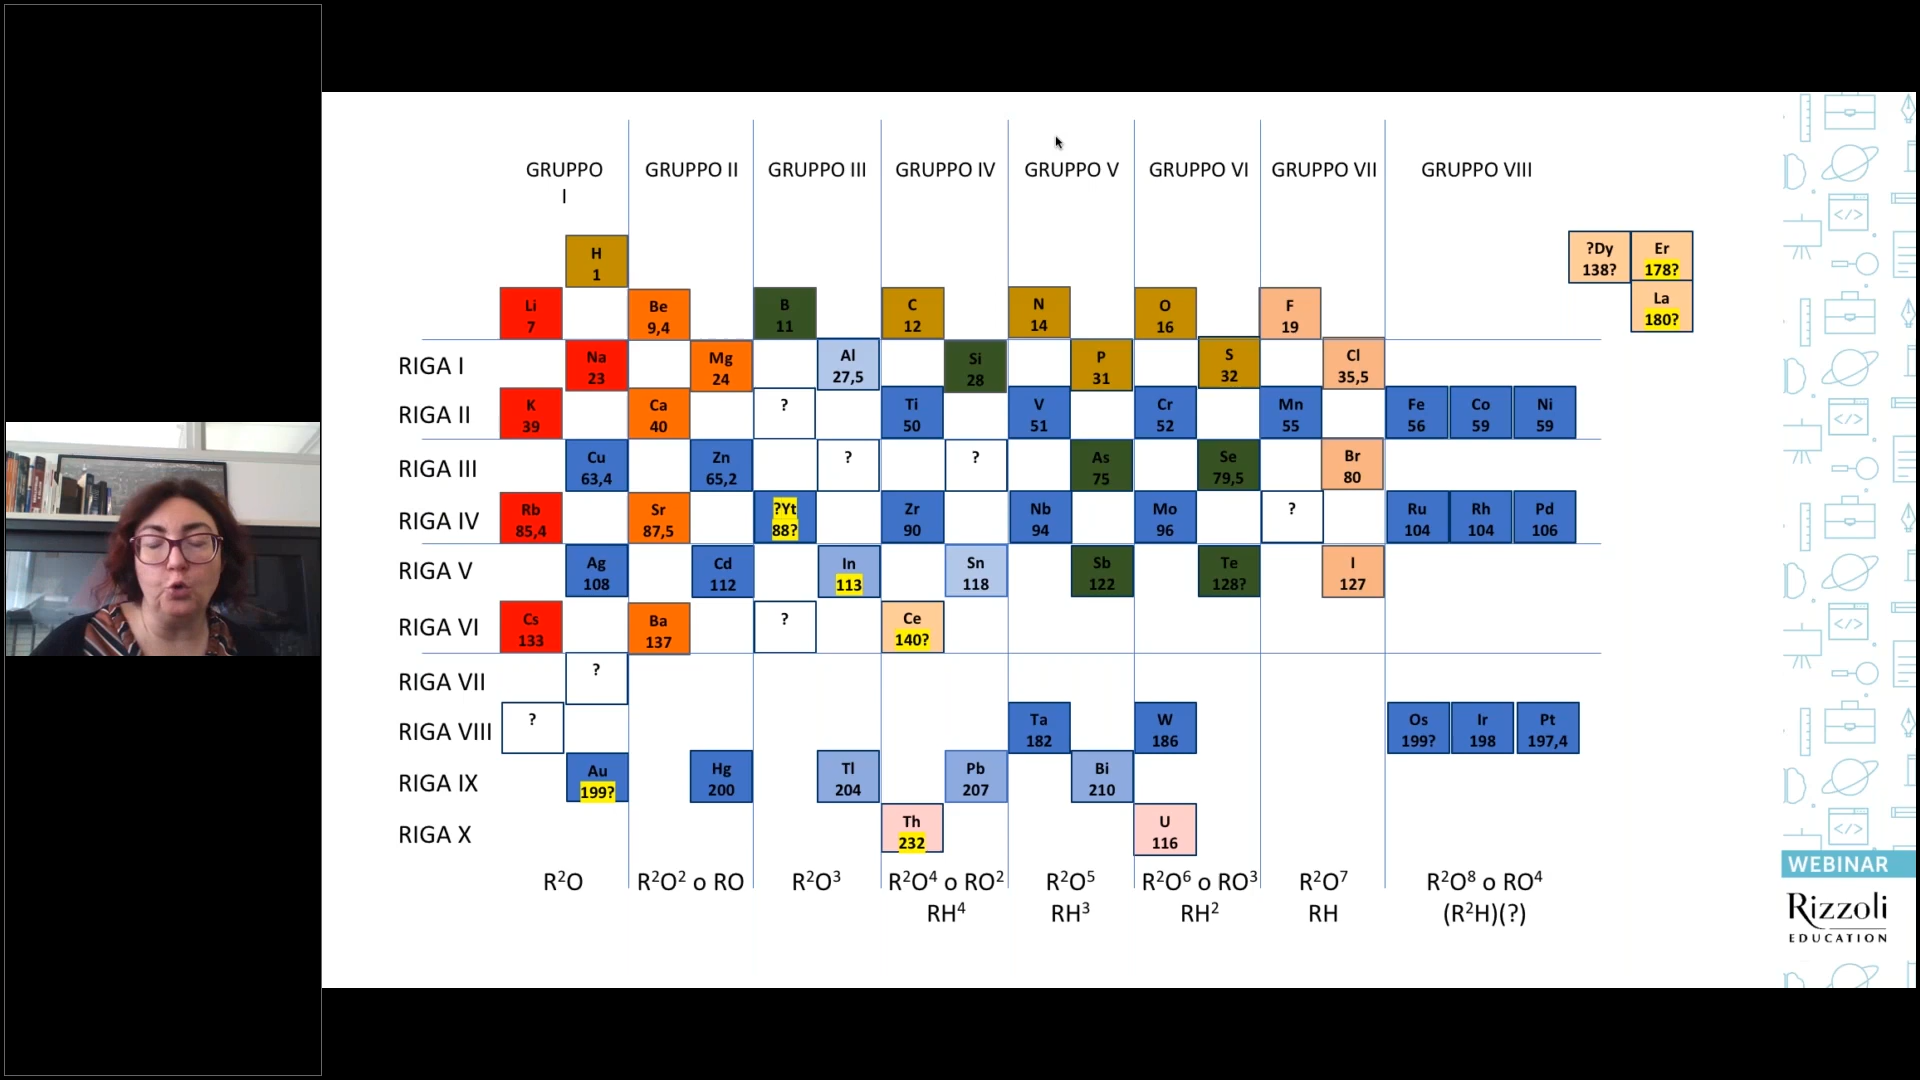 GRUPPO
I
GRUPPO II
GRUPPO III
GRUPPO IV
GRUPPO V
GRUPPO VI
GRUPPO VII
GRUPPO VIII
H
1
?Dy
138?
Er
178?
La
180?
Li
7
Be
9,4
B
11
C
12
N
14
O
16
F
19
RIGA I
Na
23
Mg
24
Al
27,5
Si
28
P
31
S
32
Cl
35,5
RIGA II
K
39
Ca
40
?
Ti
50
V
51
Cr
52
Mn
55
Fe
56
Co
59
Ni
59
RIGA III
Cu
63,4
Zn
65,2
?
?
As
75
Se
79,5
Br
80
RIGA IV
Rb
85,4
Sr
87,5
?Yt
88?
Zr
90
Nb
94
Mo
96
?
Ru
104
Rh
104
Pd
106
RIGA V
Ag
108
Cd
112
In
113
Sn
118
Sb
122
Te
128?
I
127
RIGA VI
Cs
133
Ba
137
?
Ce
140?
RIGA VII
?
RIGA VIII
?
Ta
182
W
186
Os
199?
Ir
198
Pt
197,4
RIGA IX
Au
199?
Hg
200
Tl
204
Pb
207
Bi
210
RIGA X
Th
232
U
116
R²O
R²O² o RO
R²O³
R²O⁴ o RO²
RH⁴
R²O⁵
RH³
R²O⁶ o RO³
RH²
R²O⁷
RH
R²O⁸ o RO⁴
(R²H)(?)
WEBINAR
Rizzoli
EDUCATION